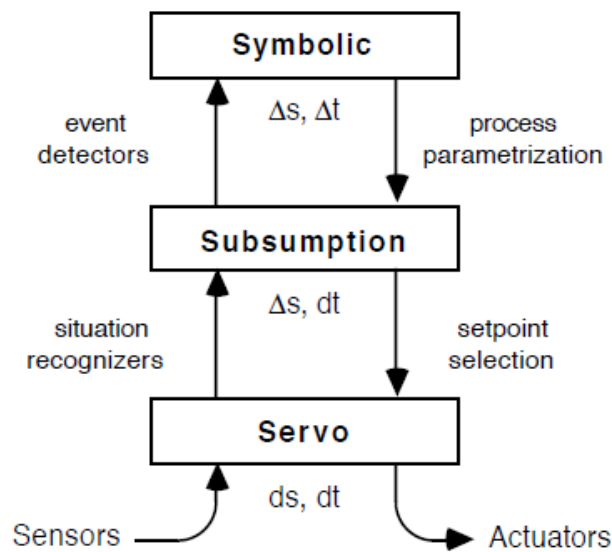 Symbolic
event
detectors
Δs, Δt
process
parametrization
Subsumption
situation
recognizers
Δs, dt
setpoint
selection
Servo
Sensors
ds, dt
Actuators